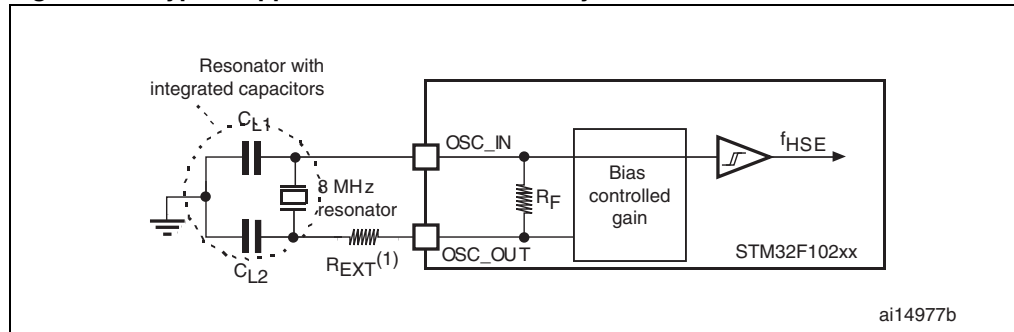 Resonator with
integrated capacitors
CL1
OSC_IN
fHSE
8 MHz
resonator
RF
Bias
controlled
gain
REXT(1)
OSC_OUT
STM32F102xx
CL2
ai14977b